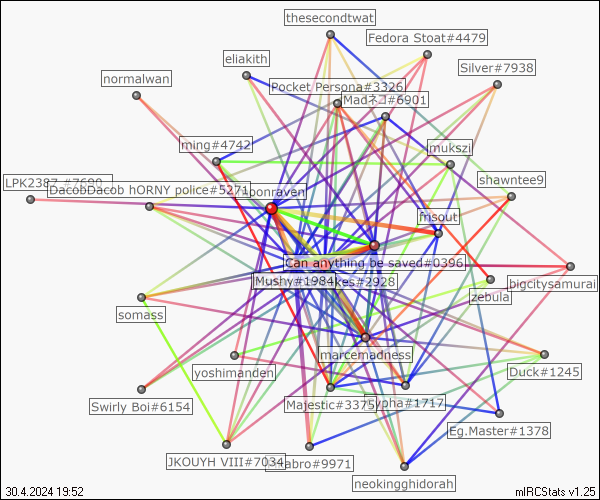 thesecondtwat
Fedora Stoat#4479
eliakith
Silver#7938
normalwan
Pocket Persona#3326
Madネコ#6901
ming#4742
mukszi
LPK2387
DacobDacob hORNY police#5271
ponraven
shawntee9
frisout
Can anything be saved#0396
Mushy#1984
kes#2928
bigcitysamurai
zebula
somass
marcemadness
yoshimanden
Duck#1245
Swirly Boi#6154
Majestic#3375
ypha#1717
Eg.Master#1378
JKOUYH VIII#7034
abro#9971
neokingghidorah
30.4.2024 19:52
mIRCStats v1.25